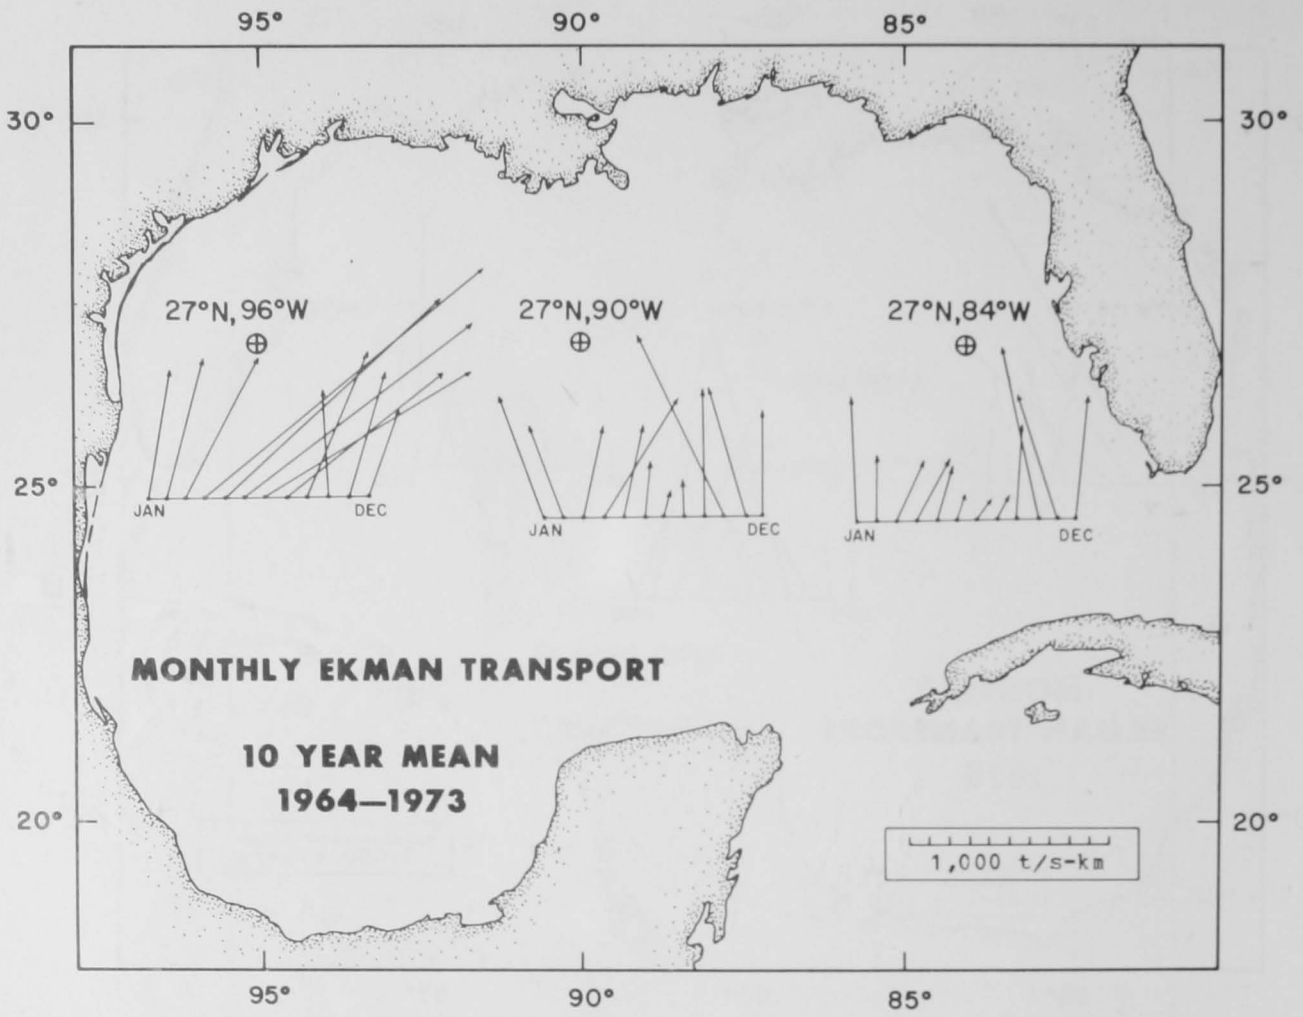 95° 90° 85°
30° 30°
27°N,96°W 27°N,90°W 27°N,84°W
25° 25°
JAN DEC JAN DEC JAN DEC
MONTHLY EKMAN TRANSPORT
10 YEAR MEAN
1964—1973
20° 20°
1,000 t/s-km
95° 90° 85°